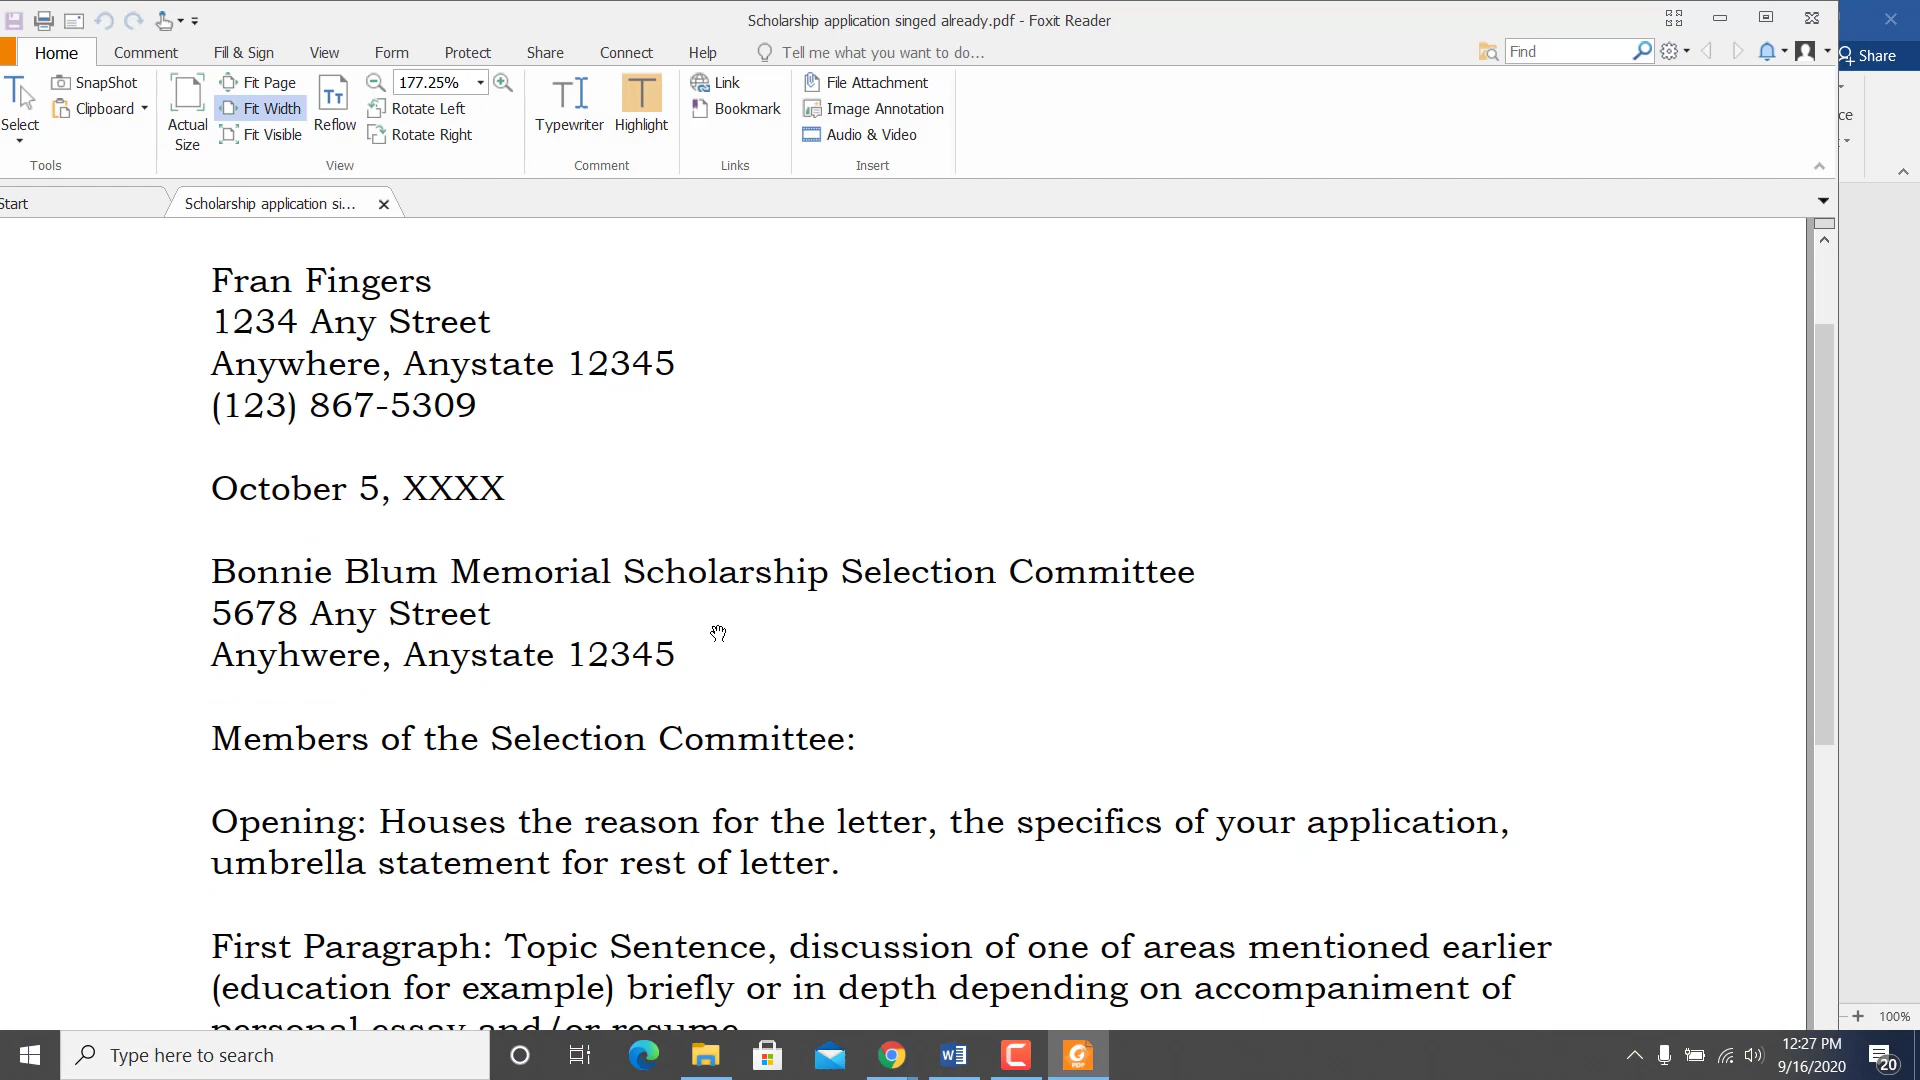 Scholarship application singed already.pdf - Foxit Reader
Home Comment Fill & Sign View Form Protect Share Connect Help Tell me what you want to do... Find Share
Select SnapShot Clipboard Tools
Actual Size Fit Page Fit Width Fit Visible Reflow 177.25% Rotate Left Rotate Right View
Typewriter Highlight Comment
Link Bookmark Links
File Attachment Image Annotation Audio & Video Insert
ce
Start Scholarship application si...
Fran Fingers
1234 Any Street
Anywhere, Anystate 12345
(123) 867-5309
October 5, XXXX
Bonnie Blum Memorial Scholarship Selection Committee
5678 Any Street
Anyhwere, Anystate 12345
Members of the Selection Committee:
Opening: Houses the reason for the letter, the specifics of your application,
umbrella statement for rest of letter.
First Paragraph: Topic Sentence, discussion of one of areas mentioned earlier
(education for example) briefly or in depth depending on accompaniment of
personal essay and/or resume
100%
Type here to search
12:27 PM
9/16/2020
20